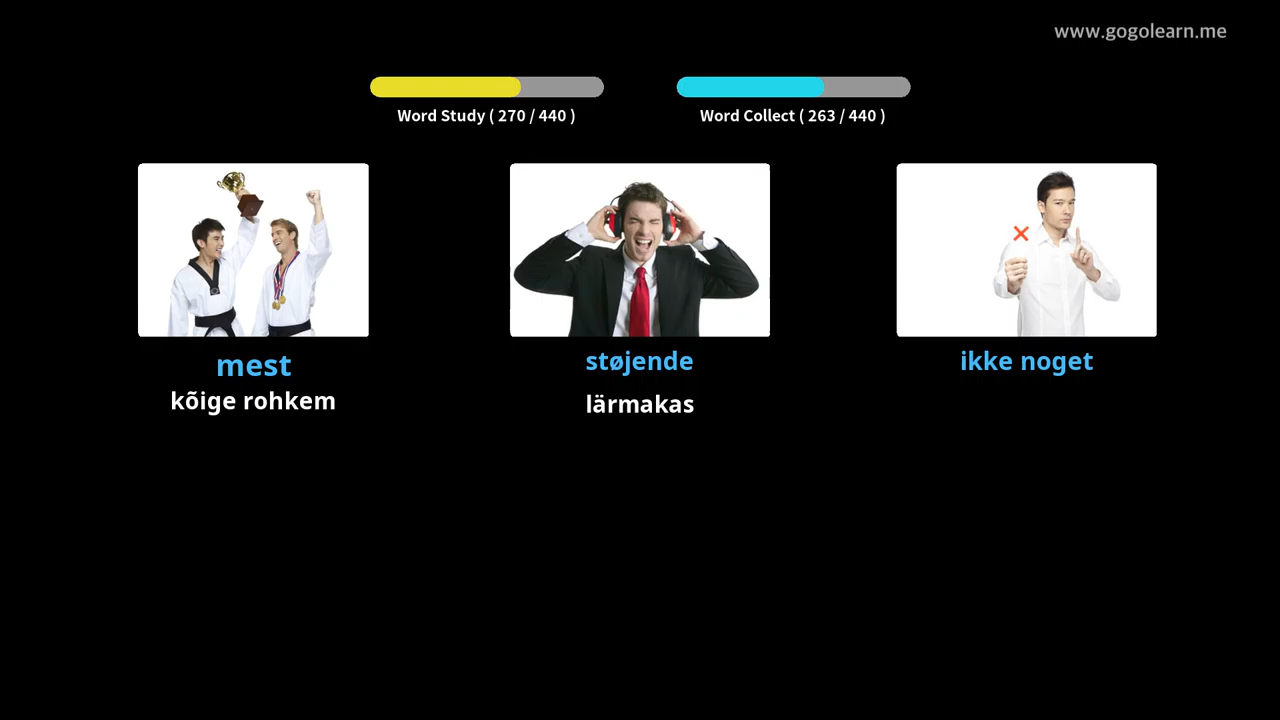 www.gogolearn.me
Word Study ( 270 / 440 )
Word Collect ( 263 / 440 )
mest
kõige rohkem
støjende
lärmakas
ikke noget